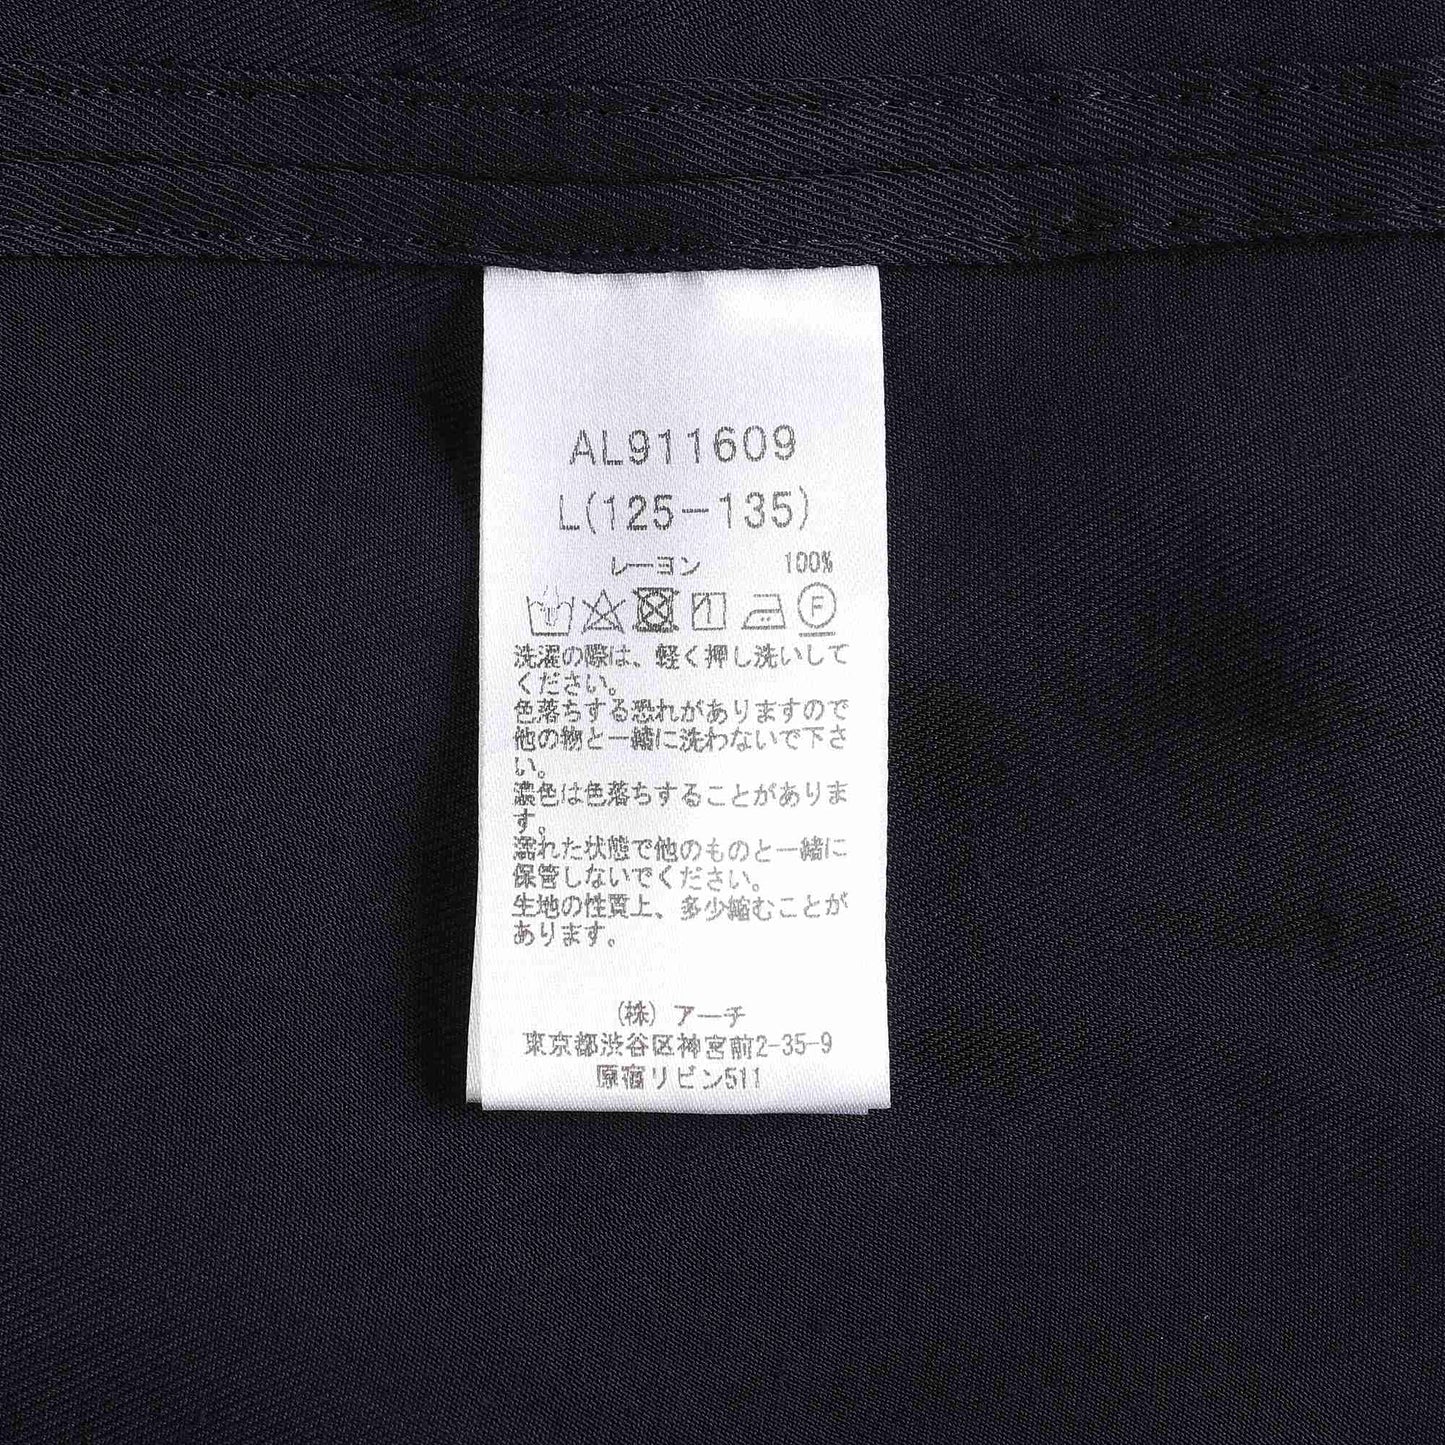 AL911609
L(125-135)
レーヨン 100%
F
洗濯の際は、軽く押し洗いして
ください。
色落ちする恐れがありますので
他の物と一緒に洗わないで下さ
い。
濃色は色落ちすることがありま
す。
濡れた状態で他のものと一緒に
保管しないでください。
生地の性質上、多少縮むことが
あります。
(株) アーチ
東京都渋谷区神宮前2-35-9
原宿リビン511